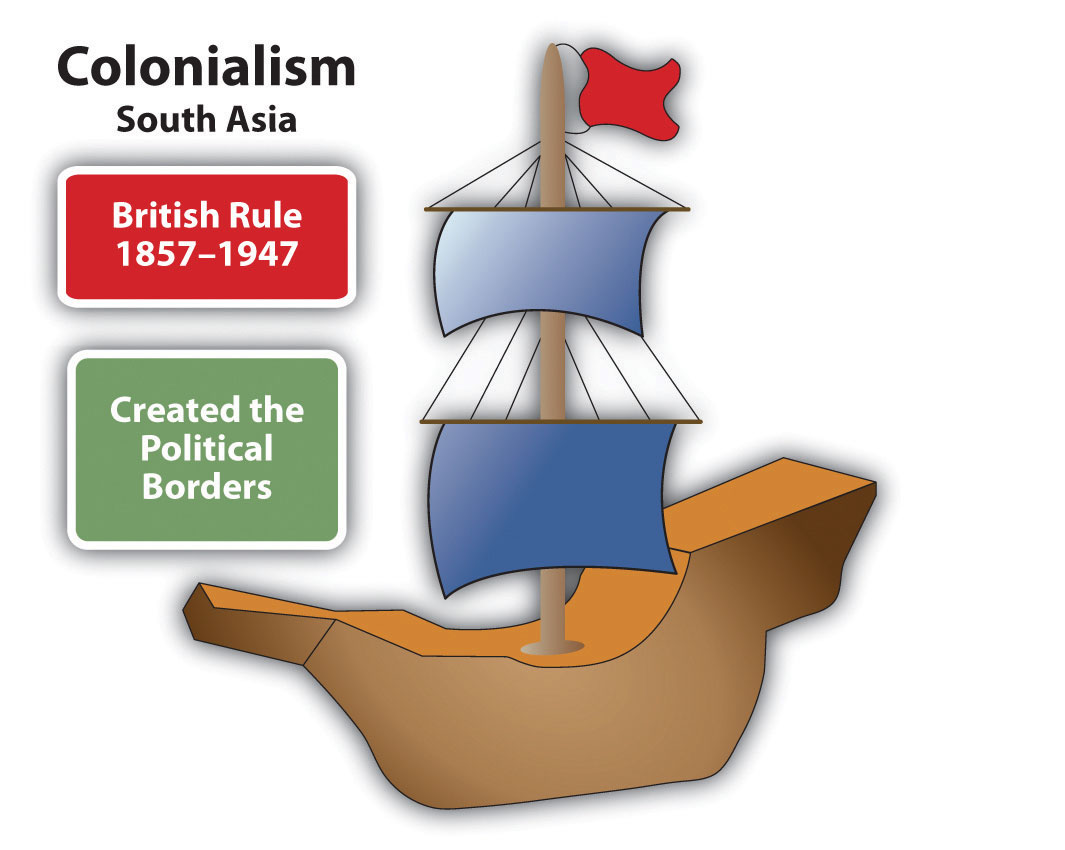 Colonialism
South Asia
British Rule
1857–1947
Created the
Political
Borders